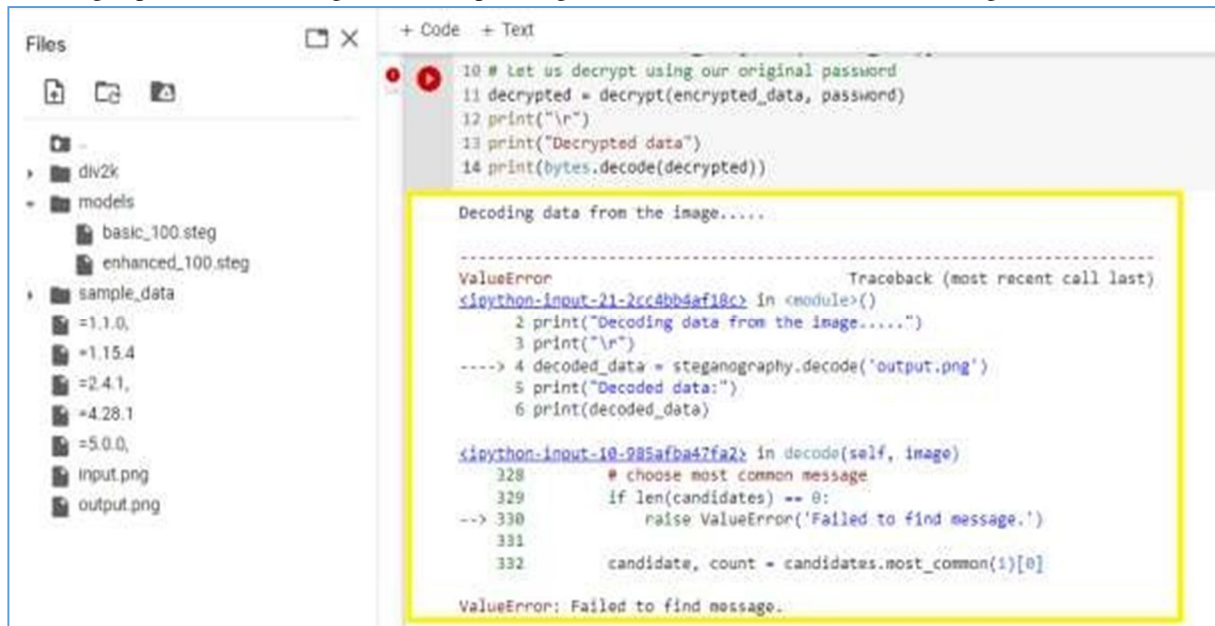 Files
..
div2k
models
basic_100.steg
enhanced_100.steg
sample_data
=1.1.0,
=1.15.4
=2.4.1,
=4.28.1
=5.0.0,
input.png
output.png
+ Code + Text
10 # Let us decrypt using our original password
11 decrypted = decrypt(encrypted_data, password)
12 print("\r")
13 print("Decrypted data")
14 print(bytes.decode(decrypted))
Decoding data from the image.....
ValueError Traceback (most recent call last)
<ipython-input-21-2cc4bb4af18c> in <module>()
2 print("Decoding data from the image.....")
3 print("\r")
----> 4 decoded_data = steganography.decode('output.png')
5 print("Decoded data:")
6 print(decoded_data)
<ipython-input-10-985afba47fa2> in decode(self, image)
328 # choose most common message
329 if len(candidates) == 0:
--> 330 raise ValueError('Failed to find message.')
331
332 candidate, count = candidates.most_common(1)[0]
ValueError: Failed to find message.